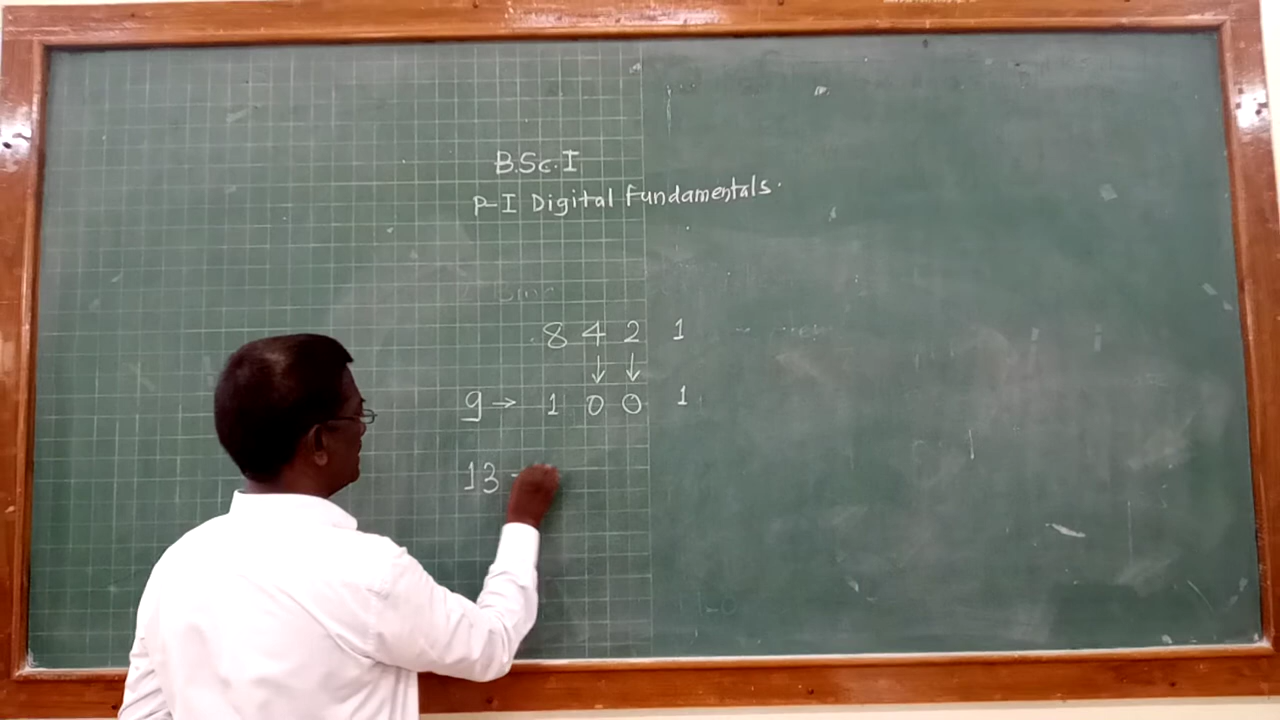 B.Sc.I
P-I Digital Fundamentals.
8 4 2 1
↓ ↓
9 → 1 0 0 1
13 -